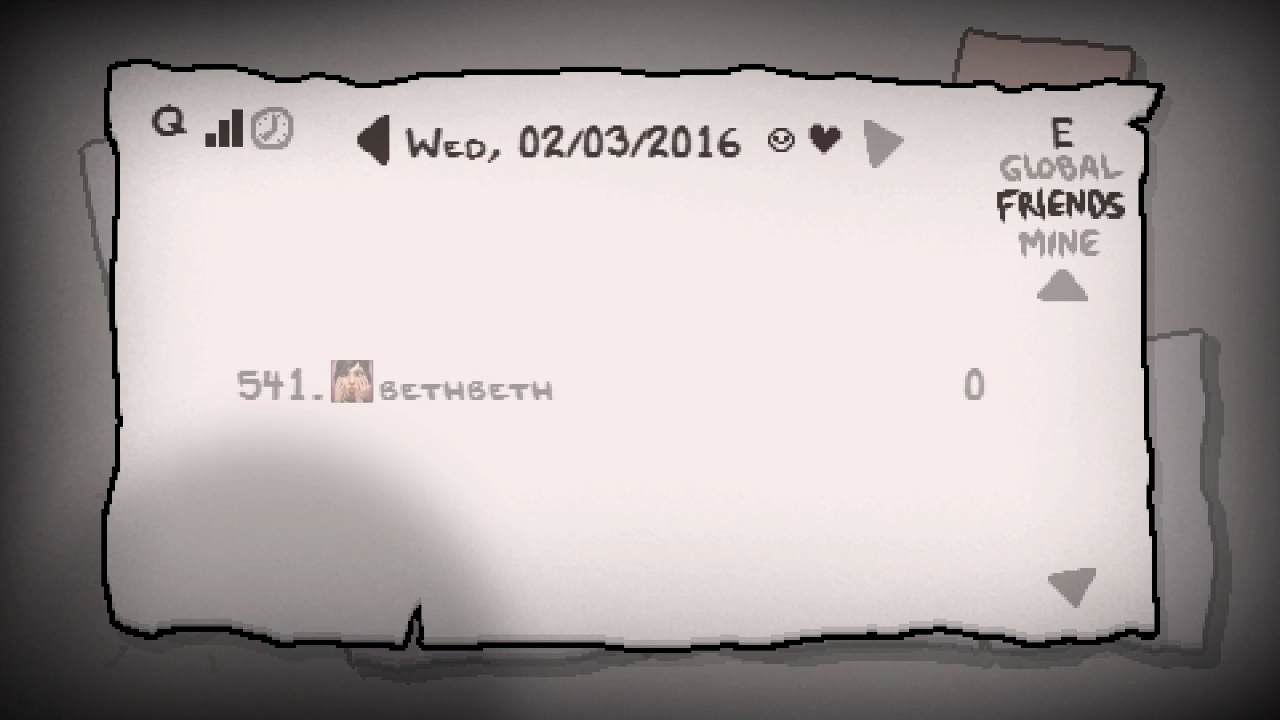 Q
WED, 02/03/2016
E
GLOBAL
FRIENDS
MINE
541. BETHBETH 0